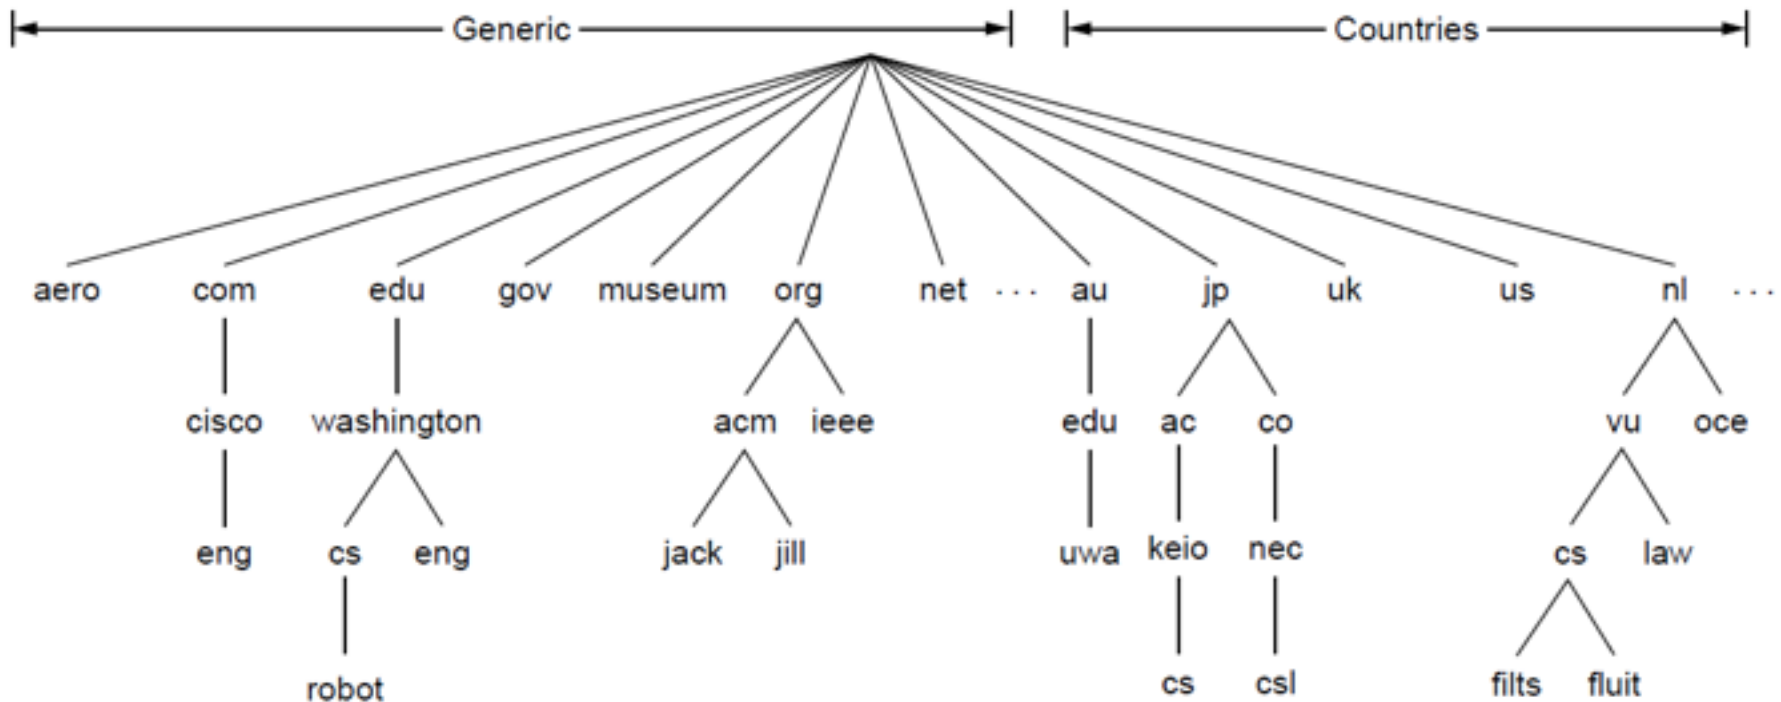 Generic Countries
aero com edu gov museum org net ... au jp uk us nl ...
cisco washington acm ieee edu ac co vu oce
eng cs eng jack jill uwa keio nec cs law
robot cs csl filts fluit